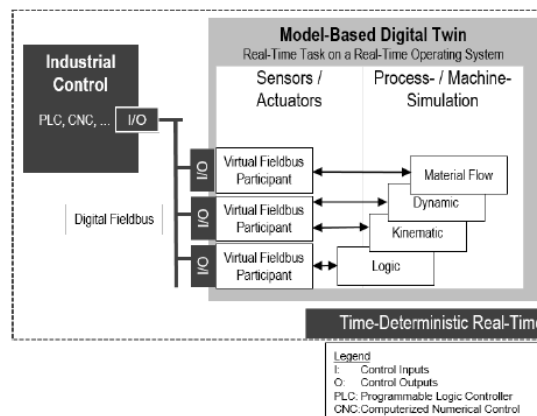 Model-Based Digital Twin
Real-Time Task on a Real-Time Operating System
Industrial
Control
PLC, CNC, ...
I/O
Sensors /
Actuators
Process- / Machine-
Simulation
I/O
Virtual Fieldbus
Participant
Material Flow
Dynamic
Digital Fieldbus
I/O
Virtual Fieldbus
Participant
Kinematic
I/O
Virtual Fieldbus
Participant
Logic
Time-Deterministic Real-Time
Legend
I: Control Inputs
O: Control Outputs
PLC: Programmable Logic Controller
CNC:Computerized Numerical Control